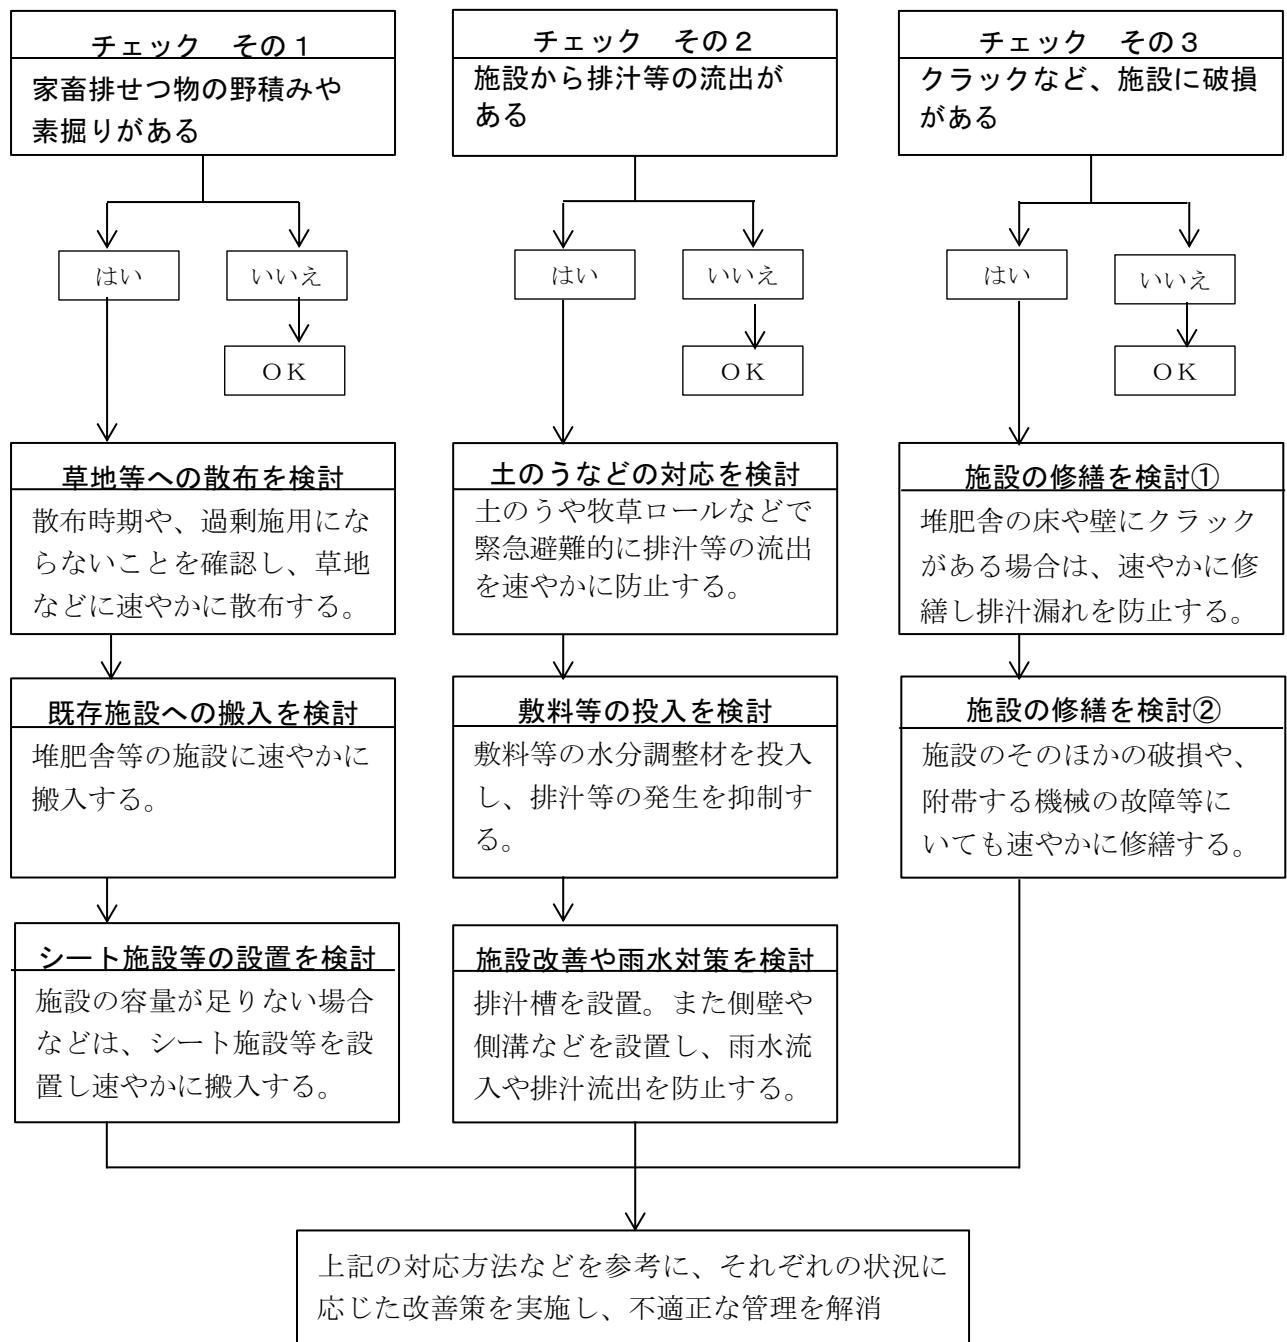 チェック　その１
家畜排せつ物の野積みや
素掘りがある
はい
いいえ
ＯＫ
草地等への散布を検討
散布時期や、過剰施用にな
らないことを確認し、草地
などに速やかに散布する。
既存施設への搬入を検討
堆肥舎等の施設に速やかに
搬入する。
シート施設等の設置を検討
施設の容量が足りない場合
などは、シート施設等を設
置し速やかに搬入する。
チェック　その２
施設から排汁等の流出が
ある
はい
いいえ
ＯＫ
土のうなどの対応を検討
土のうや牧草ロールなどで
緊急避難的に排汁等の流出
を速やかに防止する。
敷料等の投入を検討
敷料等の水分調整材を投入
し、排汁等の発生を抑制す
る。
施設改善や雨水対策を検討
排汁槽を設置。また側壁や
側溝などを設置し、雨水流
入や排汁流出を防止する。
チェック　その３
クラックなど、施設に破損
がある
はい
いいえ
ＯＫ
施設の修繕を検討①
堆肥舎の床や壁にクラック
がある場合は、速やかに修
繕し排汁漏れを防止する。
施設の修繕を検討②
施設のそのほかの破損や、
附帯する機械の故障等に
いても速やかに修繕する。
上記の対応方法などを参考に、それぞれの状況に
応じた改善策を実施し、不適正な管理を解消